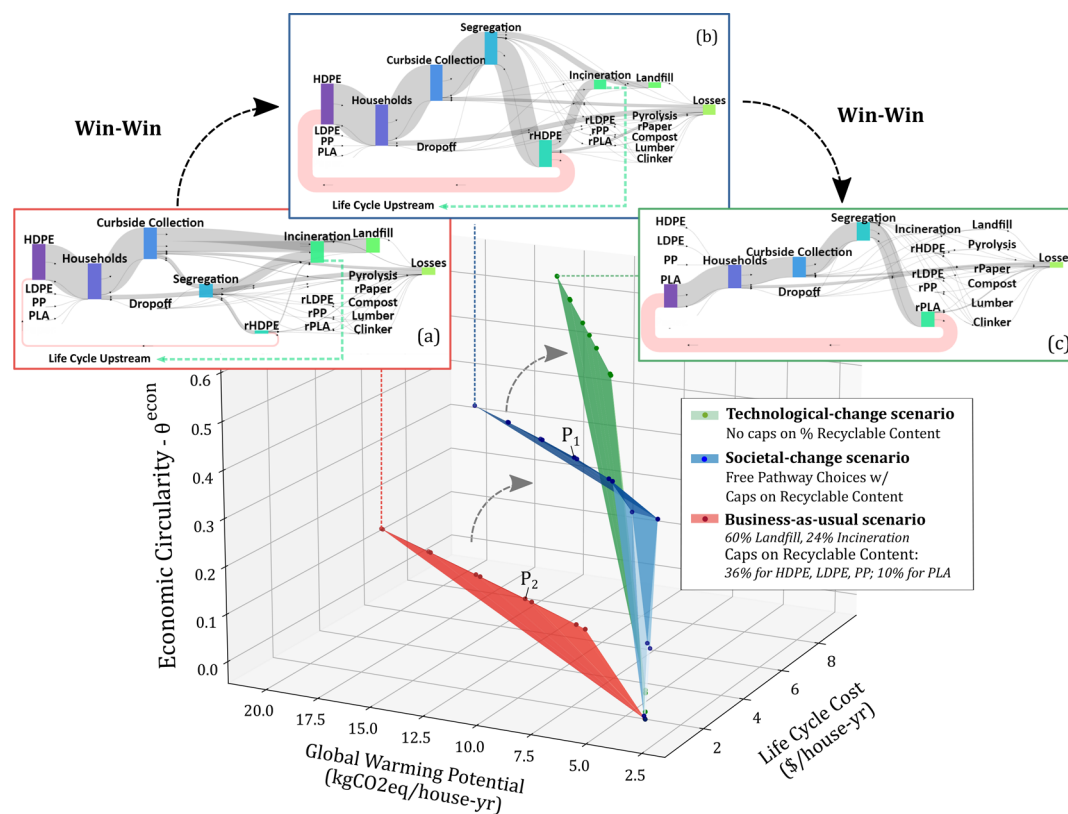 (b)
Segregation
Curbside Collection
HDPE
Households
Incineration
Landfill
Losses
LDPE
PP
PLA
Dropoff
rHDPE
rLDPE
rPP
rPLA
Pyrolysis
rPaper
Compost
Lumber
Clinker
Life Cycle Upstream
Win-Win
Win-Win
(a)
Curbside Collection
HDPE
Households
Incineration
Landfill
Losses
Segregation
LDPE
PP
PLA
Dropoff
rHDPE
rLDPE
rPP
rPLA
Pyrolysis
rPaper
Compost
Lumber
Clinker
Life Cycle Upstream
(c)
Segregation
HDPE
LDPE
PP
PLA
Households
Curbside Collection
Dropoff
Incineration
rHDPE
rLDPE
rPP
rPLA
Landfill
Pyrolysis
rPaper
Compost
Lumber
Clinker
Losses
Technological-change scenario
No caps on % Recyclable Content
Societal-change scenario
Free Pathway Choices w/
Caps on Recyclable Content
Business-as-usual scenario
60% Landfill, 24% Incineration
Caps on Recyclable Content:
36% for HDPE, LDPE, PP; 10% for PLA
P1
P2
Economic Circularity - θ econ
0.6
0.5
0.4
0.3
0.2
0.1
0.0
20.0
17.5
15.0
12.5
10.0
7.5
5.0
2.5
Global Warming Potential
(kgCO2eq/house-yr)
2
4
6
8
Life Cycle Cost
($/house-yr)